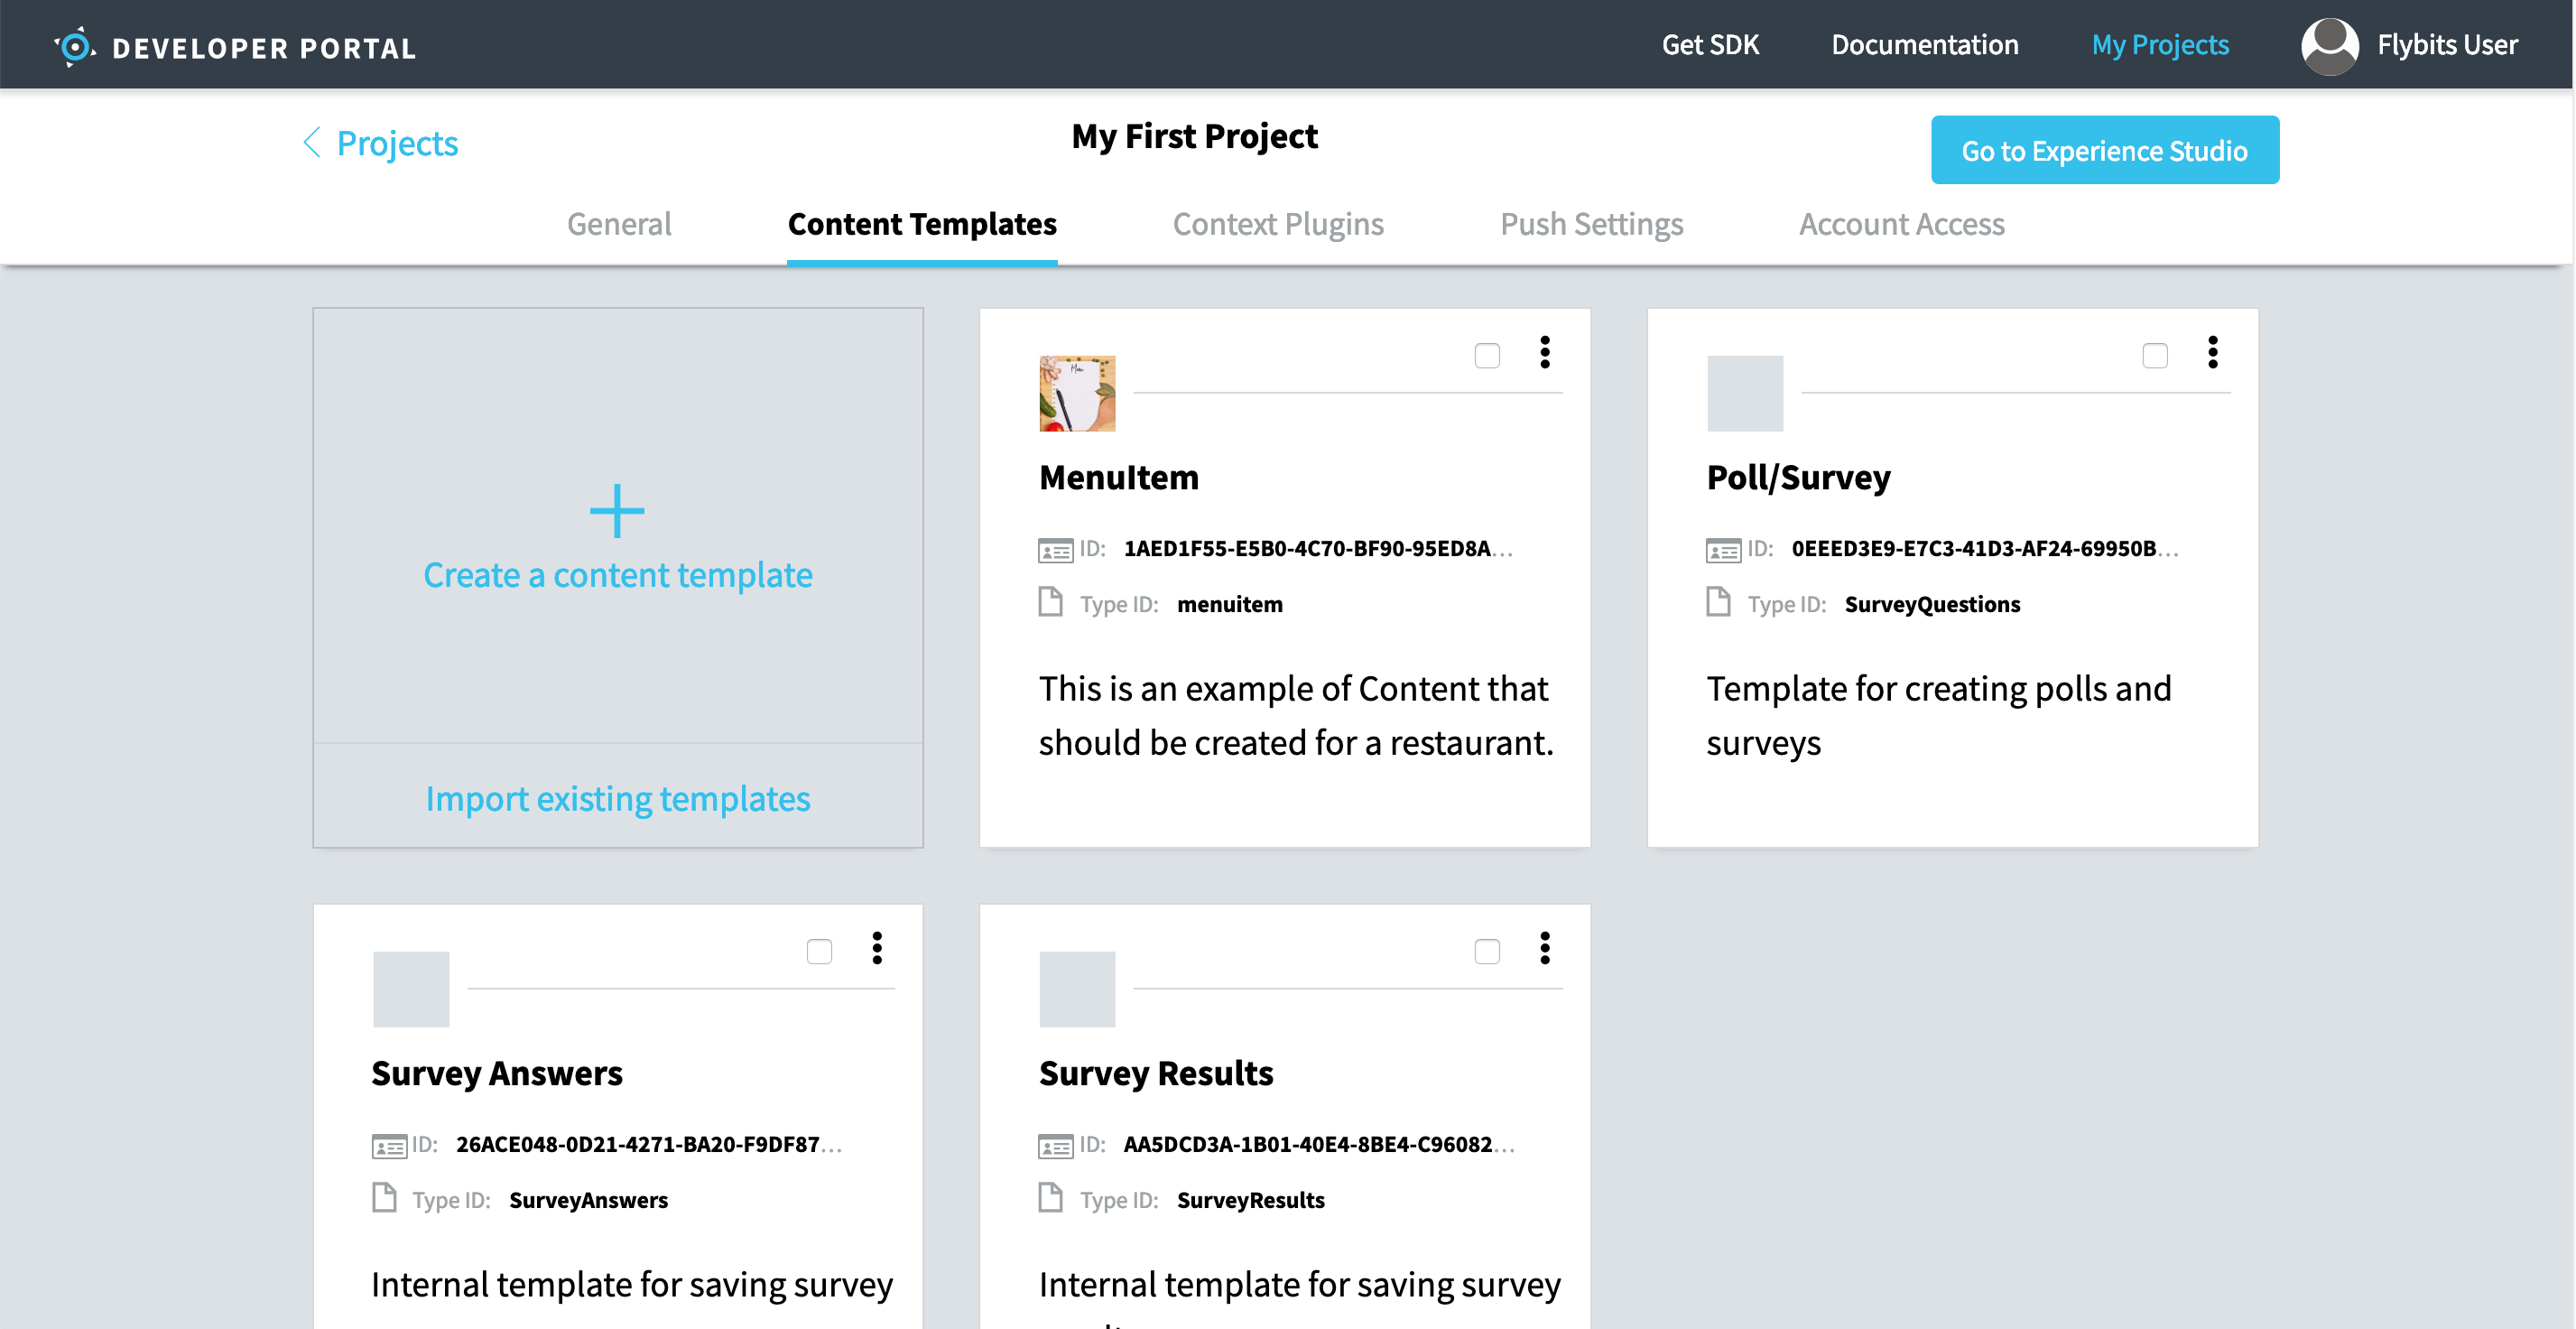 DEVELOPER PORTAL
Get SDK
Documentation
My Projects
Flybits User
Projects
My First Project
Go to Experience Studio
General
Content Templates
Context Plugins
Push Settings
Account Access
Create a content template
Import existing templates
Menu
MenuItem
ID: 1AED1F55-E5B0-4C70-BF90-95ED8A...
Type ID: menuitem
This is an example of Content that
should be created for a restaurant.
Poll/Survey
ID: 0EEED3E9-E7C3-41D3-AF24-69950B...
Type ID: SurveyQuestions
Template for creating polls and
surveys
Survey Answers
ID: 26ACE048-0D21-4271-BA20-F9DF87...
Type ID: SurveyAnswers
Internal template for saving survey
Survey Results
ID: AA5DCD3A-1B01-40E4-8BE4-C96082...
Type ID: SurveyResults
Internal template for saving survey